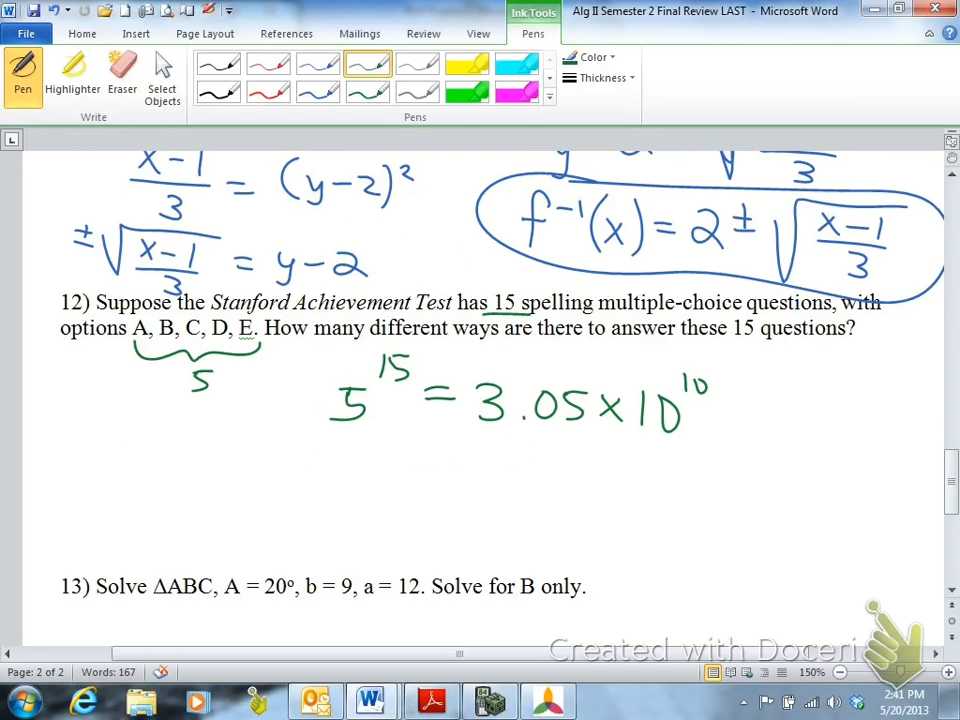 Ink Tools
Alg II Semester 2 Final Review LAST - Microsoft Word
File Home Insert Page Layout References Mailings Review View Pens
Pen Highlighter Eraser Select Objects
Color
Thickness
Write Pens
x-1/3 = (y-2)²
±√(x-1/3) = y-2
f⁻¹(x) = 2 ± √(x-1/3)
12) Suppose the Stanford Achievement Test has 15 spelling multiple-choice questions, with
options A, B, C, D, E. How many different ways are there to answer these 15 questions?
5
5¹⁵ = 3.05×10¹⁰
13) Solve ΔABC, A = 20º, b = 9, a = 12. Solve for B only.
Created with Doceri
Page: 2 of 2 Words: 167 150%
2:41 PM
5/20/2013